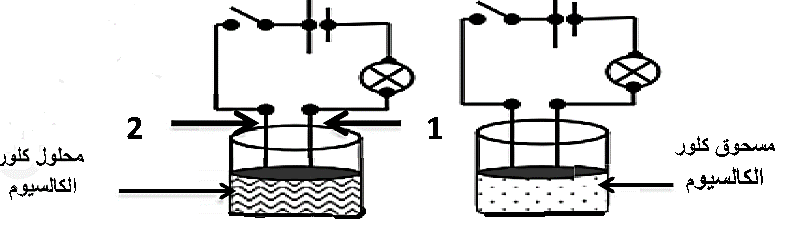 1
2
مسحوق كلور
الكالسيوم
محلول كلور
الكالسيوم